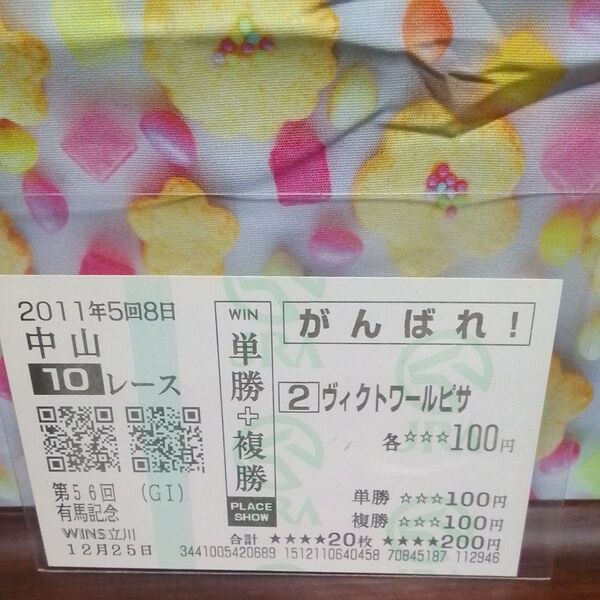 2011年5回8日
中山
10レース
第56回 (GI)
有馬記念
WINS立川
12月25日
WIN
単勝+複勝
PLACE
SHOW
がんばれ!
2 ヴィクトワールピサ
各☆☆☆100円
単勝 ☆☆☆100円
複勝 ☆☆☆100円
合計 ★★★★20枚 ★★★★200円
3441005420689 1512110640458 70845187 112946
JRA